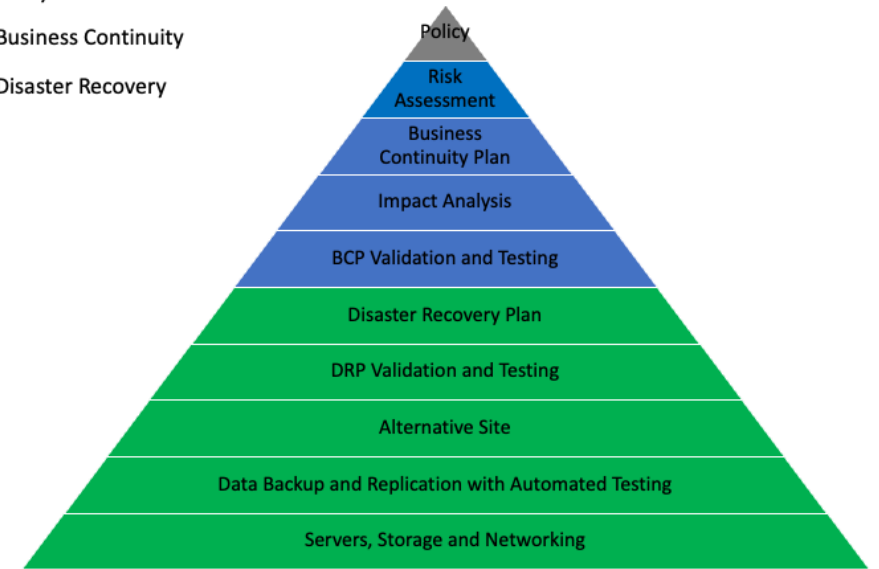 Business Continuity
Disaster Recovery
Policy
Risk
Assessment
Business
Continuity Plan
Impact Analysis
BCP Validation and Testing
Disaster Recovery Plan
DRP Validation and Testing
Alternative Site
Data Backup and Replication with Automated Testing
Servers, Storage and Networking